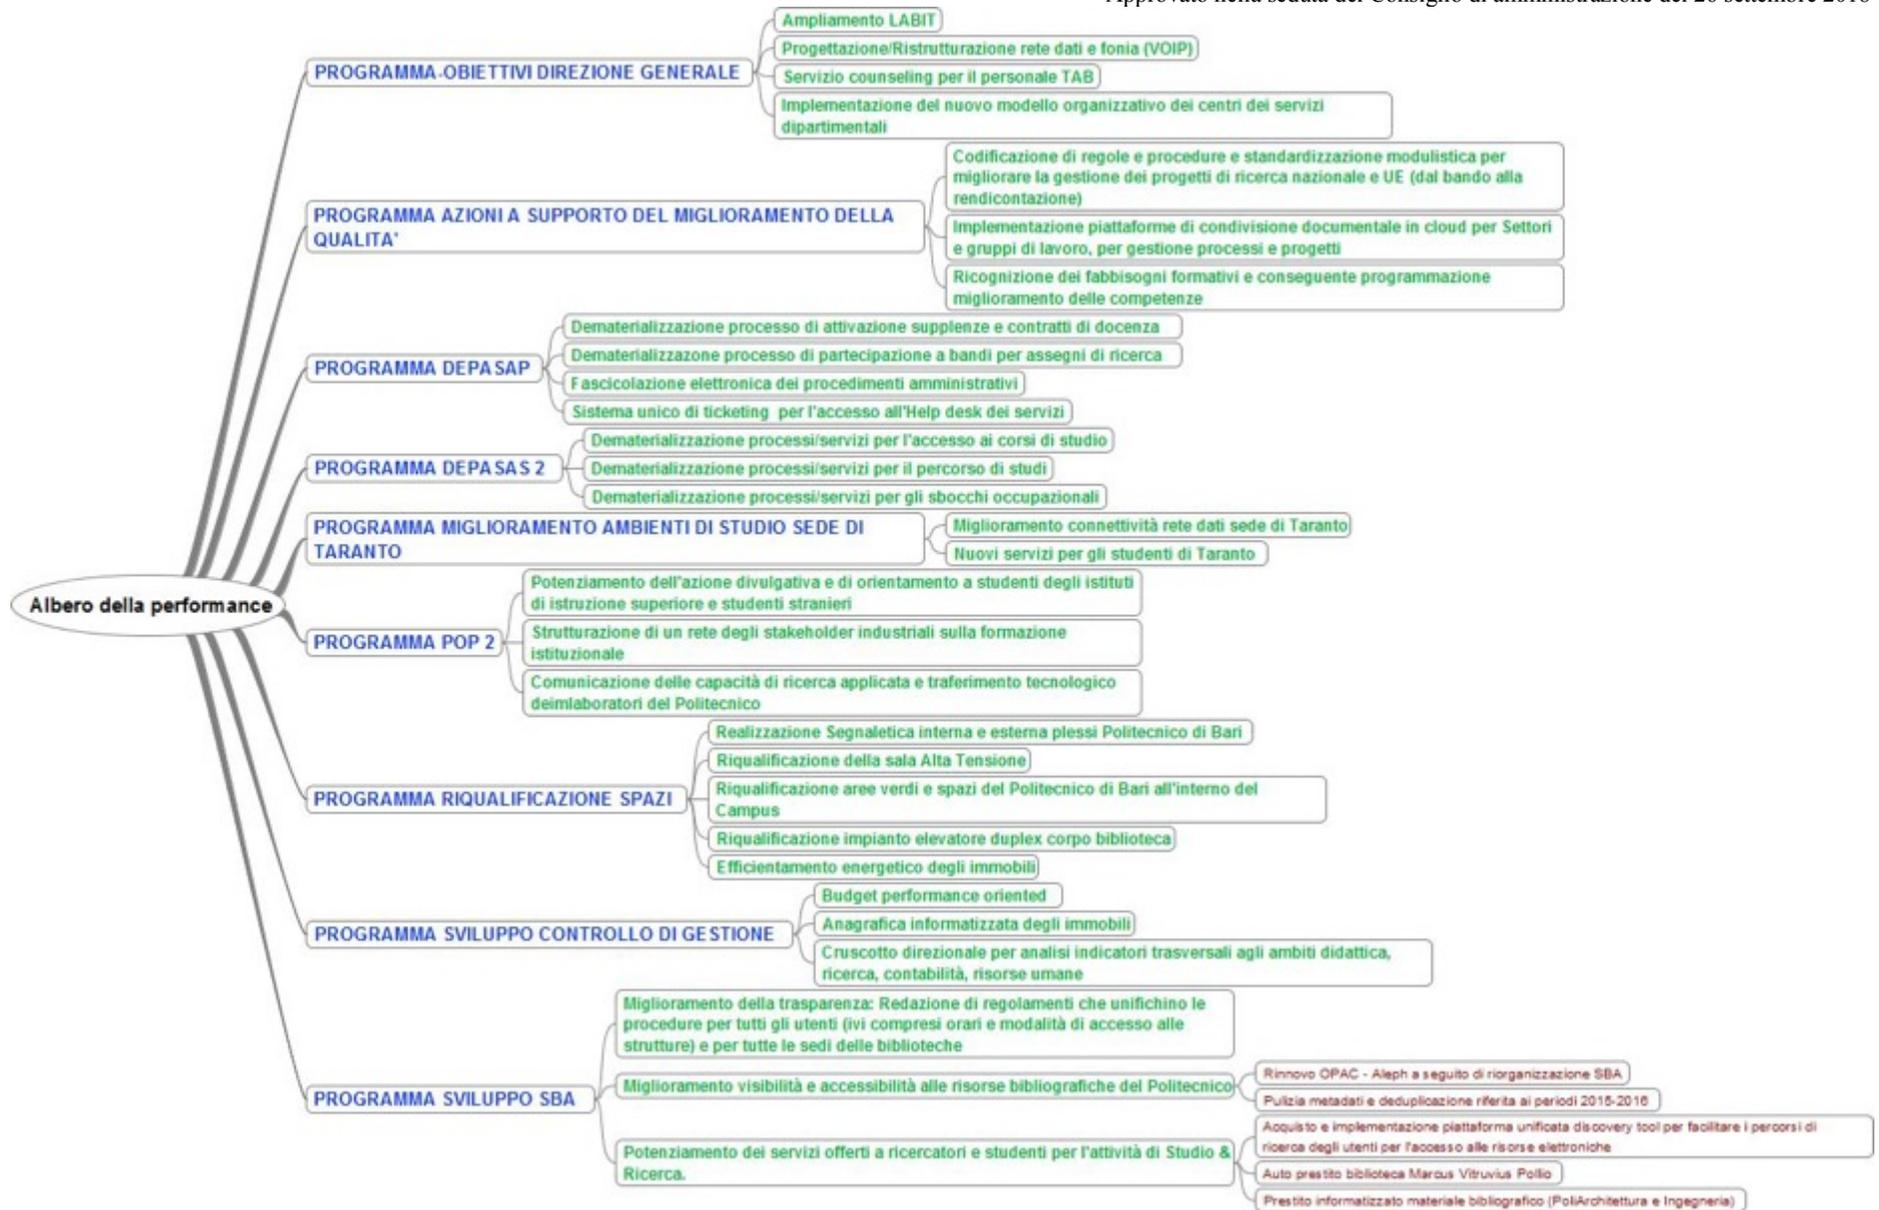 Approvato nella seduta del Consiglio di amministrazione del 26 settembre 2016
Ampliamento LABIT
Progettazione/Ristrutturazione rete dati e fonia (VOIP)
PROGRAMMA-OBIETTIVI DIREZIONE GENERALE
Servizio counseling per il personale TAB
Implementazione del nuovo modello organizzativo dei centri dei servizi
dipartimentali
Codificazione di regole e procedure e standardizzazione modulistica per
migliorare la gestione dei progetti di ricerca nazionale e UE (dal bando alla
rendicontazione)
PROGRAMMA AZIONI A SUPPORTO DEL MIGLIORAMENTO DELLA
QUALITA'
Implementazione piattaforme di condivisione documentale in cloud per Settori
e gruppi di lavoro, per gestione processi e progetti
Ricognizione dei fabbisogni formativi e conseguente programmazione
miglioramento delle competenze
Dematerializzazione processo di attivazione supplenze e contratti di docenza
Dematerializzazone processo di partecipazione a bandi per assegni di ricerca
PROGRAMMA DEPASAP
Fascicolazione elettronica dei procedimenti amministrativi
Sistema unico di ticketing per l'accesso all'Help desk dei servizi
Dematerializzazione processi/servizi per l'accesso ai corsi di studio
PROGRAMMA DEPASAS 2
Dematerializzazione processi/servizi per il percorso di studi
Dematerializzazione processi/servizi per gli sbocchi occupazionali
PROGRAMMA MIGLIORAMENTO AMBIENTI DI STUDIO SEDE DI
TARANTO
Miglioramento connettività rete dati sede di Taranto
Nuovi servizi per gli studenti di Taranto
Albero della performance
Potenziamento dell'azione divulgativa e di orientamento a studenti degli istituti
di istruzione superiore e studenti stranieri
PROGRAMMA POP 2
Strutturazione di un rete degli stakeholder industriali sulla formazione
istituzionale
Comunicazione delle capacità di ricerca applicata e traferimento tecnologico
deimlaboratori del Politecnico
Realizzazione Segnaletica interna e esterna plessi Politecnico di Bari
Riqualificazione della sala Alta Tensione
PROGRAMMA RIQUALIFICAZIONE SPAZI
Riqualificazione aree verdi e spazi del Politecnico di Bari all'interno del
Campus
Riqualificazione impianto elevatore duplex corpo biblioteca
Efficientamento energetico degli immobili
Budget performance oriented
PROGRAMMA SVILUPPO CONTROLLO DI GESTIONE
Anagrafica informatizzata degli immobili
Cruscotto direzionale per analisi indicatori trasversali agli ambiti didattica,
ricerca, contabilità, risorse umane
Miglioramento della trasparenza: Redazione di regolamenti che unifichino le
procedure per tutti gli utenti (ivi compresi orari e modalità di accesso alle
strutture) e per tutte le sedi delle biblioteche
PROGRAMMA SVILUPPO SBA
Miglioramento visibilità e accessibilità alle risorse bibliografiche del Politecnico
Rinnovo OPAC - Aleph a seguito di riorganizzazione SBA
Pulizia metadati e deduplicazione riferita ai periodi 2015-2016
Potenziamento dei servizi offerti a ricercatori e studenti per l'attività di Studio &
Ricerca.
Acquisto e implementazione piattaforma unificata discovery tool per facilitare i percorsi di
ricerca degli utenti per l'accesso alle risorse elettroniche
Auto prestito biblioteca Marcus Vitruvius Pollio
Prestito informatizzato materiale bibliografico (PoliArchitettura e Ingegneria)